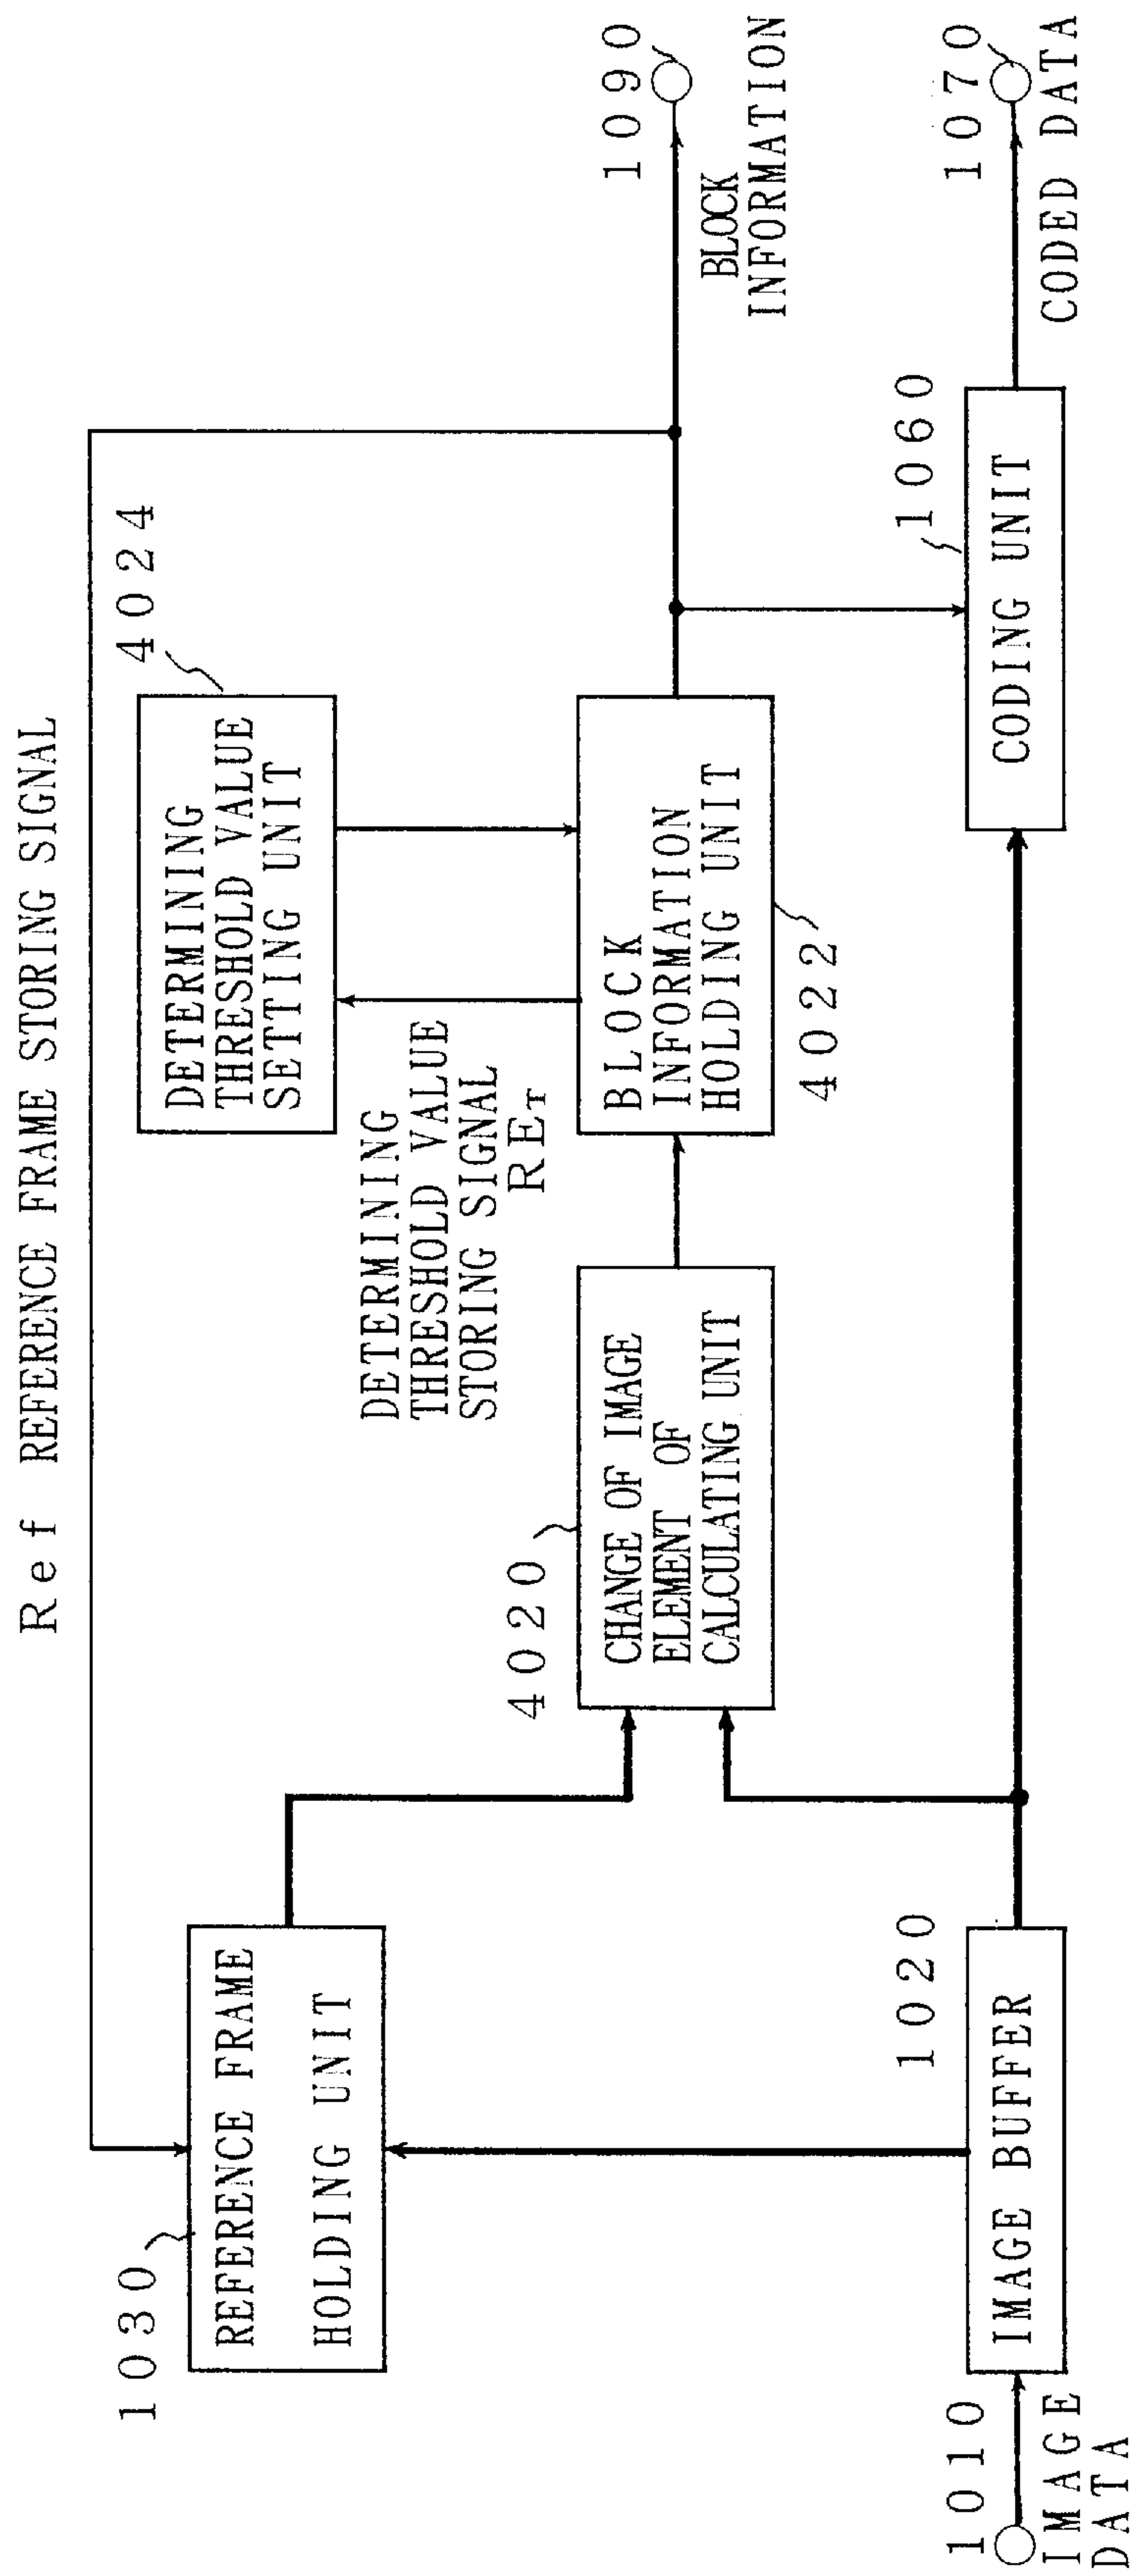 Ref REFERENCE FRAME STORING SIGNAL
1030
REFERENCE FRAME
HOLDING UNIT
4024
DETERMINING
THRESHOLD VALUE
SETTING UNIT
DETERMINING
THRESHOLD VALUE
STORING SIGNAL
RET
4020
CHANGE OF IMAGE
ELEMENT OF
CALCULATING UNIT
BLOCK
INFORMATION
HOLDING UNIT
4022
1090
BLOCK
INFORMATION
1010
IMAGE
DATA
1020
IMAGE BUFFER
1060
CODING UNIT
1070
CODED DATA